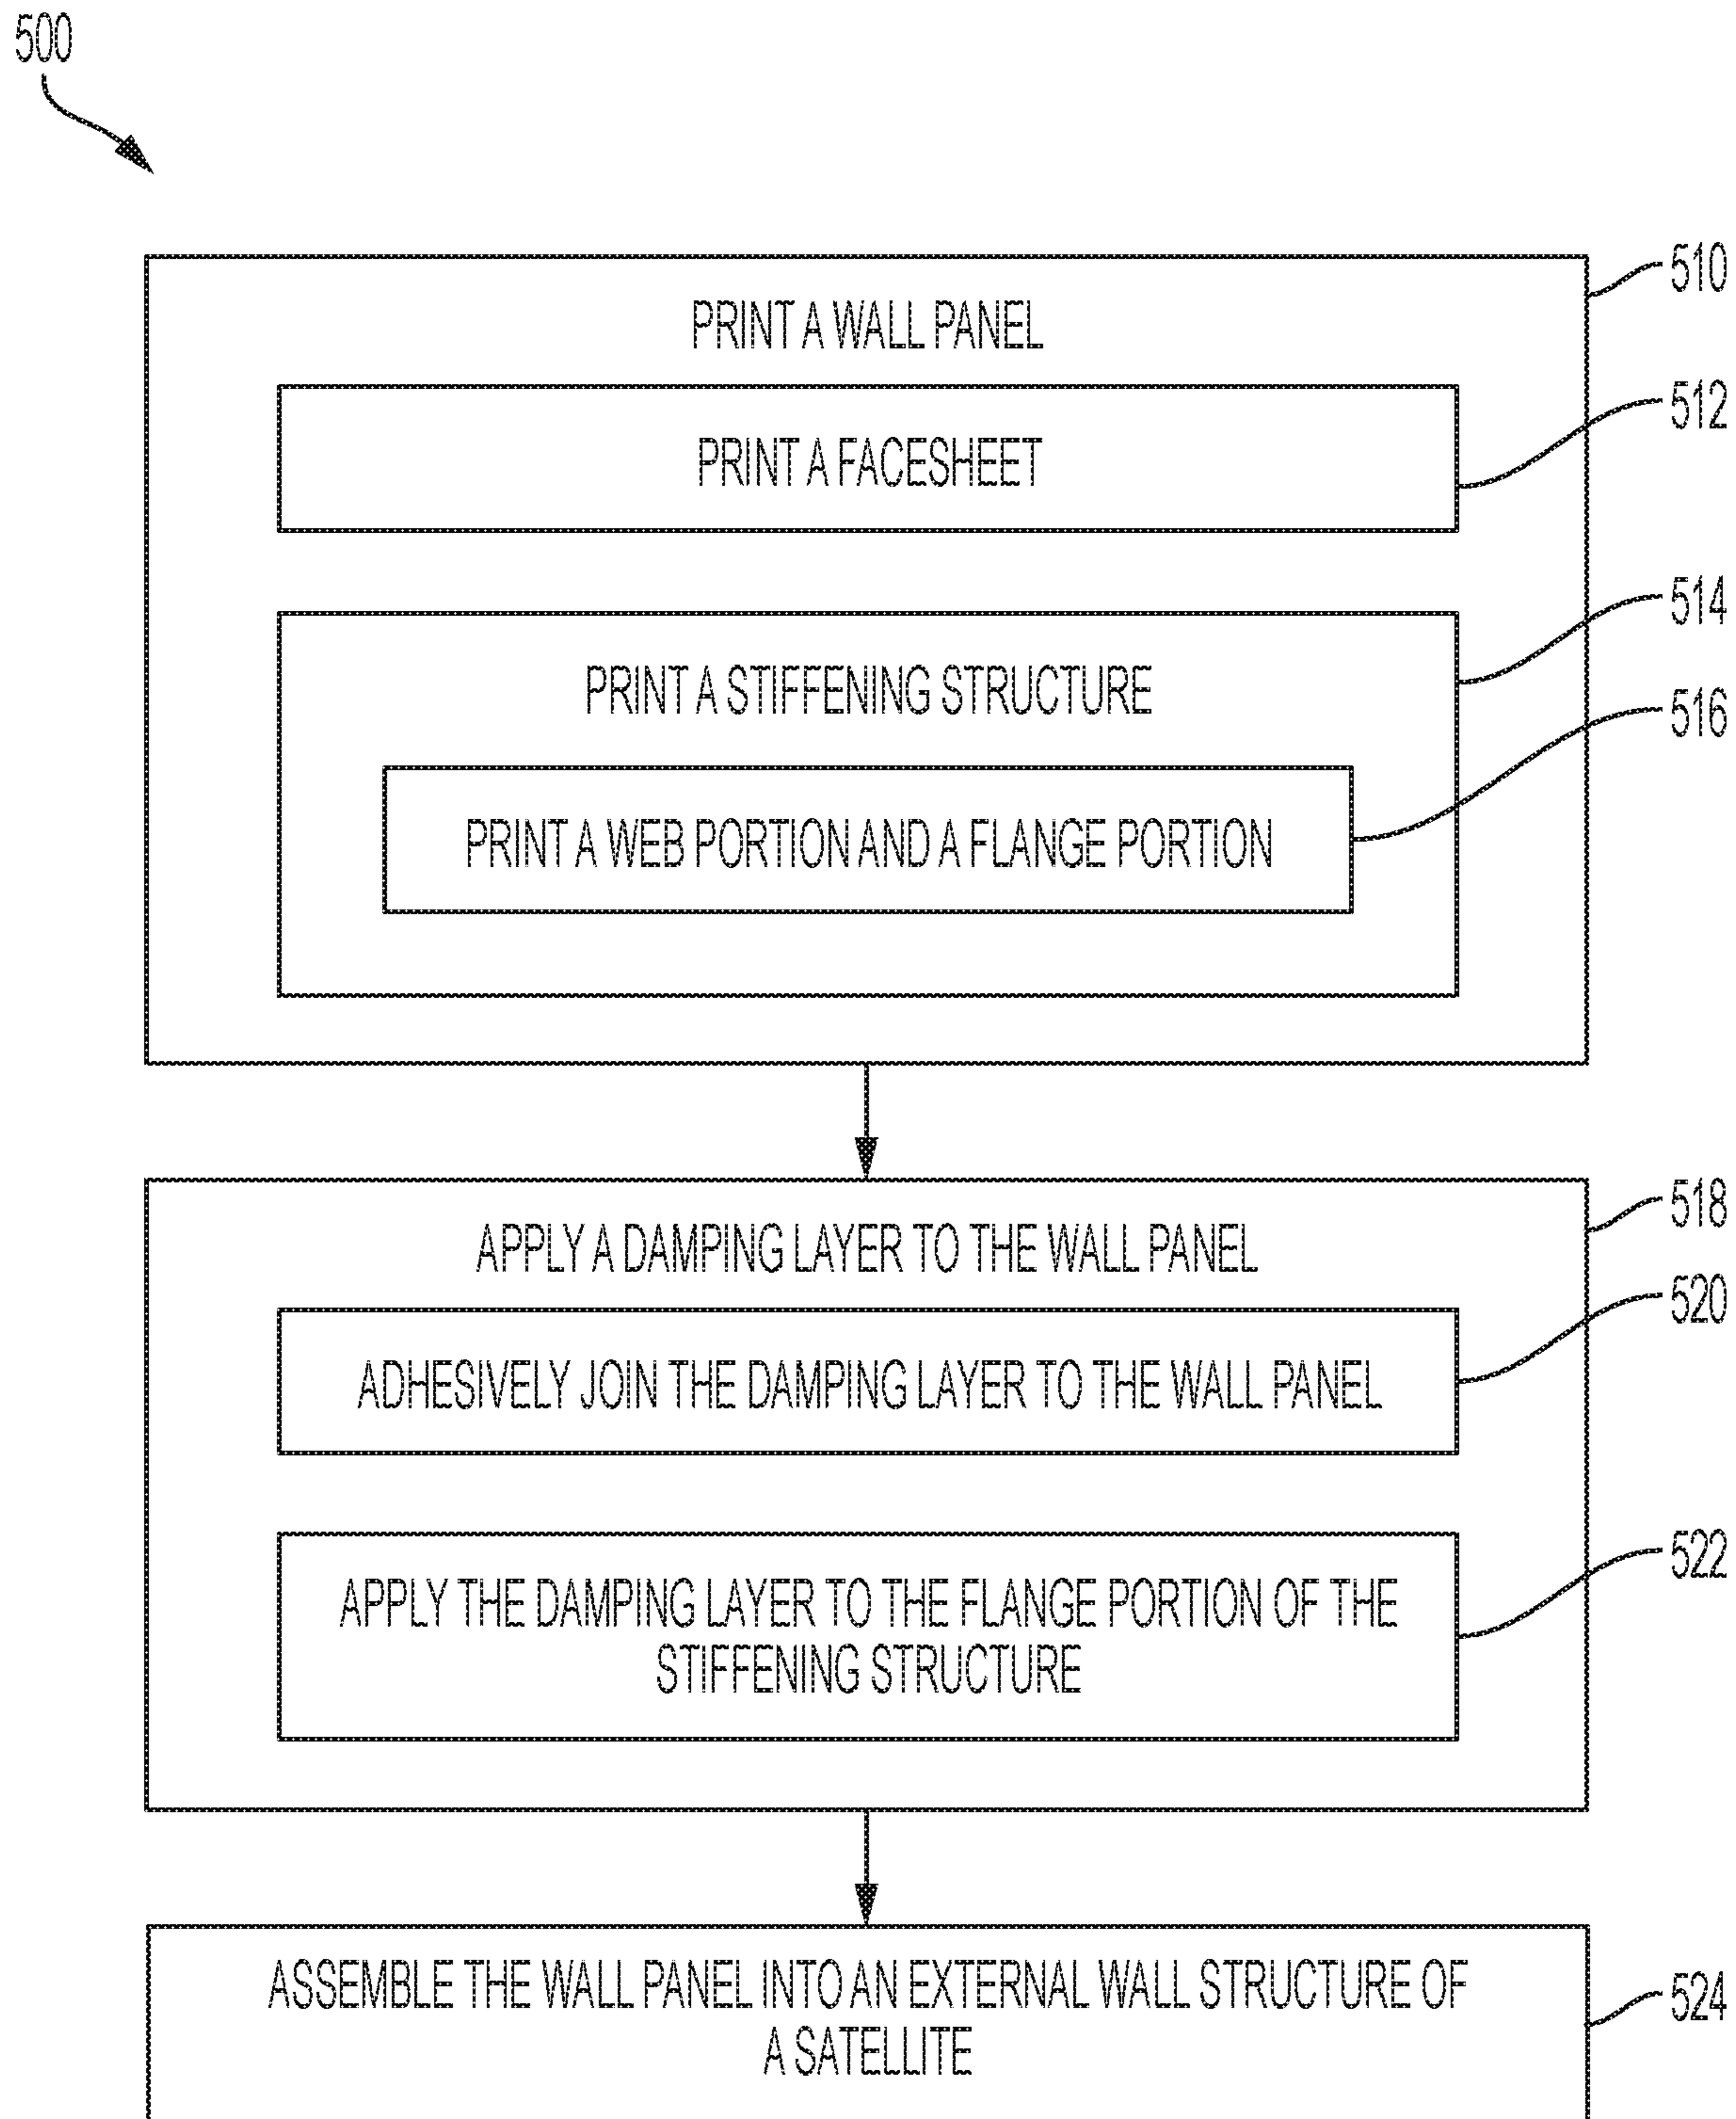 500
510
PRINT A WALL PANEL
512
PRINT A FACESHEET
514
PRINT A STIFFENING STRUCTURE
516
PRINT A WEB PORTION AND A FLANGE PORTION
518
APPLY A DAMPING LAYER TO THE WALL PANEL
520
ADHESIVELY JOIN THE DAMPING LAYER TO THE WALL PANEL
522
APPLY THE DAMPING LAYER TO THE FLANGE PORTION OF THE
STIFFENING STRUCTURE
524
ASSEMBLE THE WALL PANEL INTO AN EXTERNAL WALL STRUCTURE OF
A SATELLITE